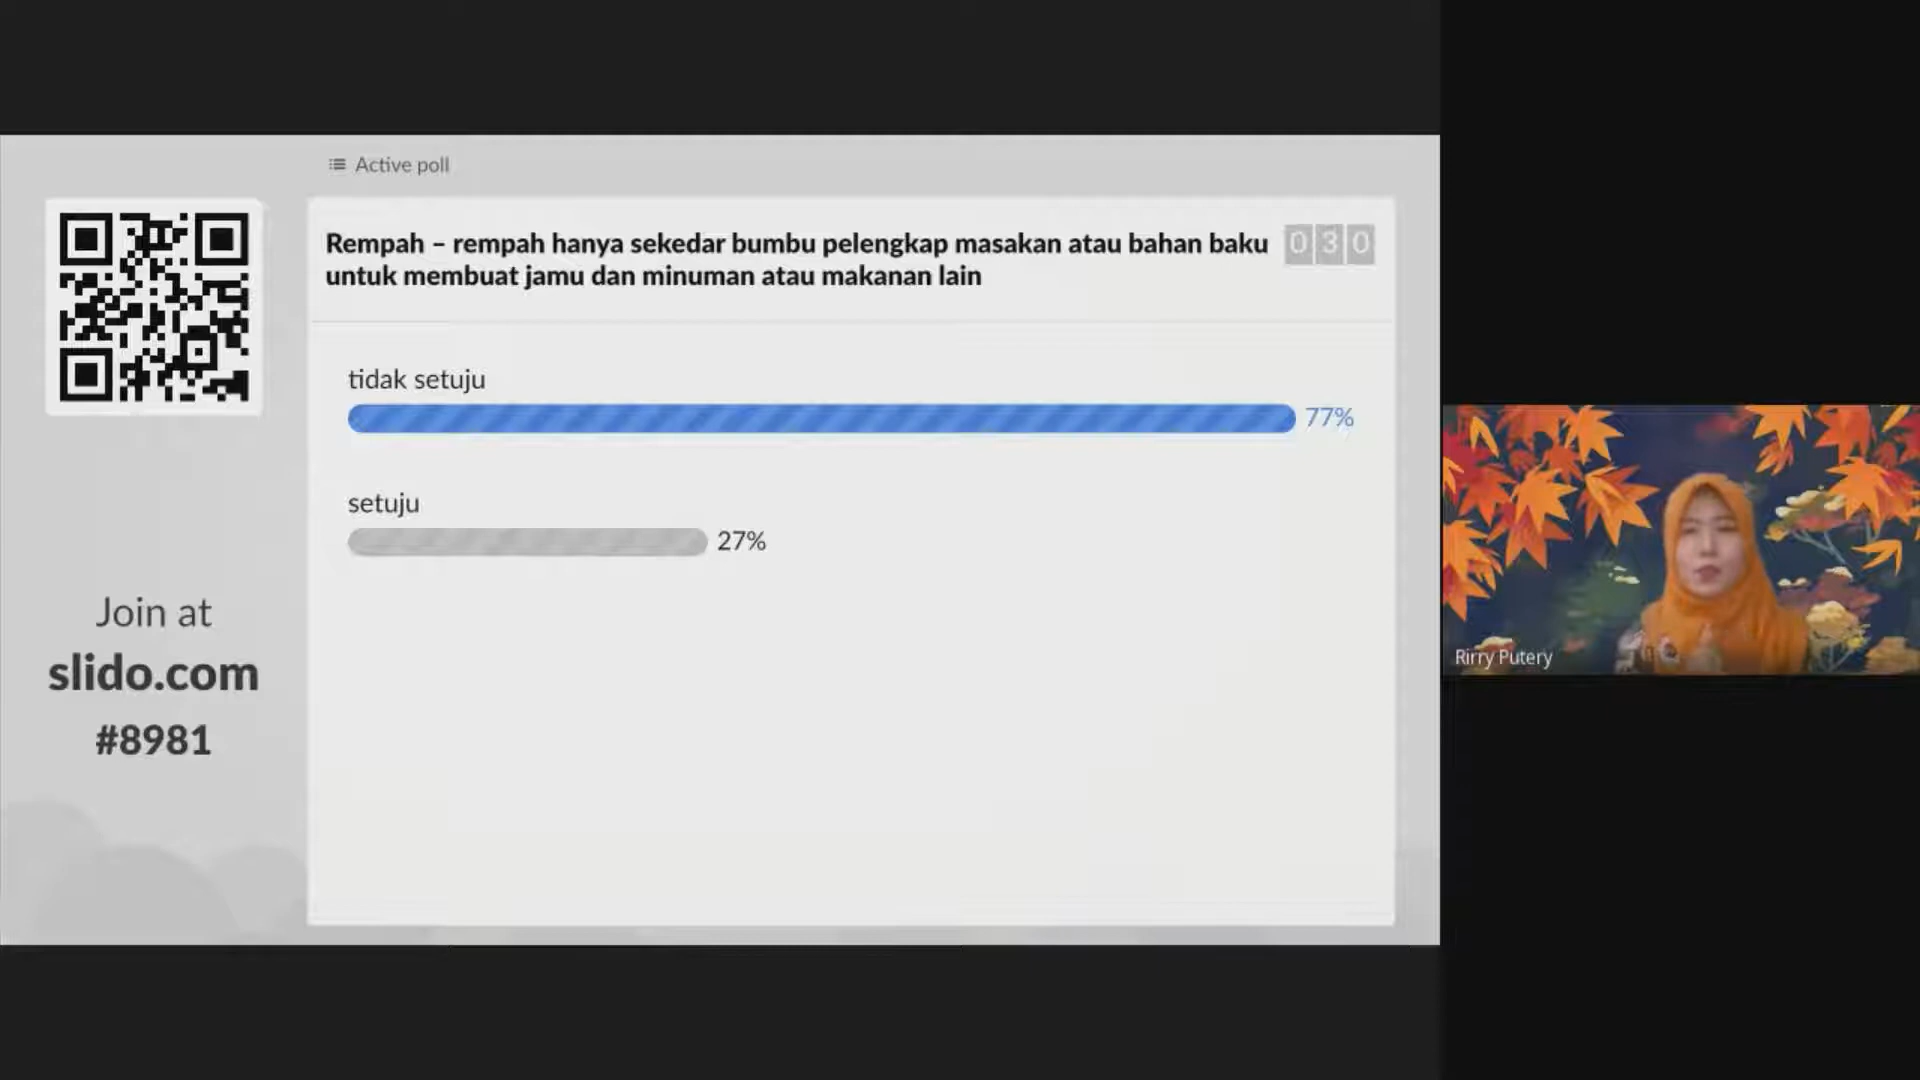 Active poll
Rempah – rempah hanya sekedar bumbu pelengkap masakan atau bahan baku
untuk membuat jamu dan minuman atau makanan lain
030
tidak setuju
77%
setuju
27%
Join at
slido.com
#8981
Rirry Putery